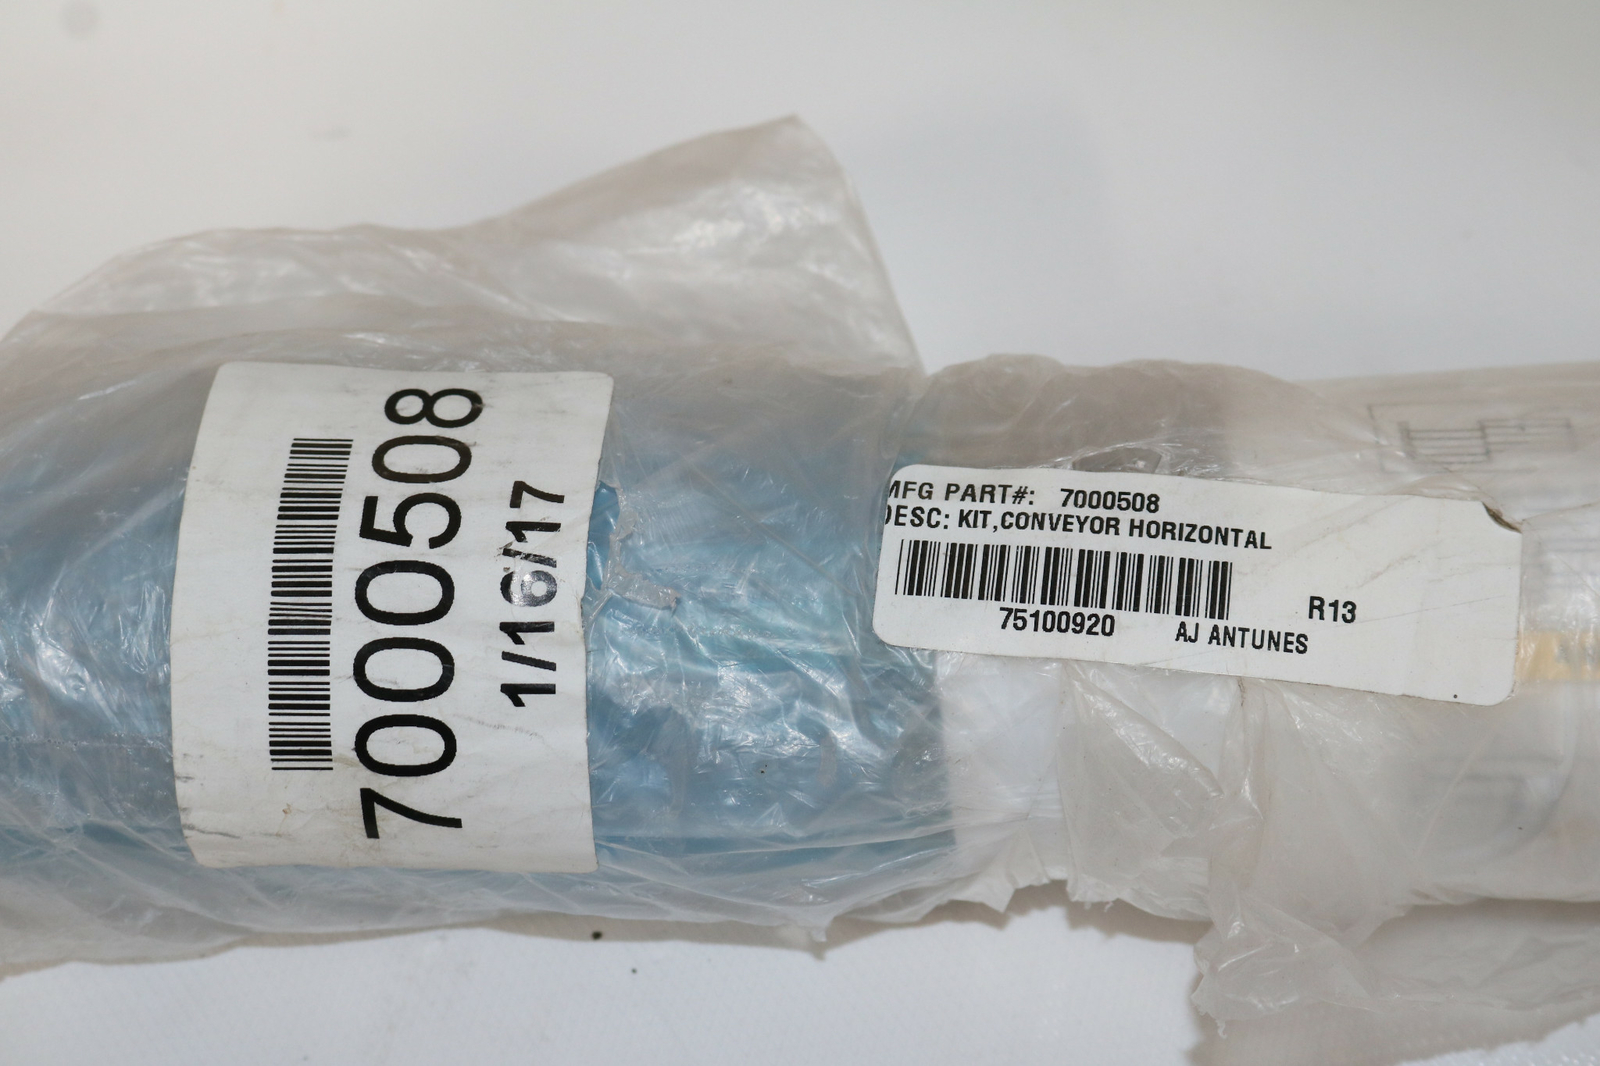 7000508
1/16/17
MFG PART#: 7000508
DESC: KIT,CONVEYOR HORIZONTAL
75100920
AJ ANTUNES
R13